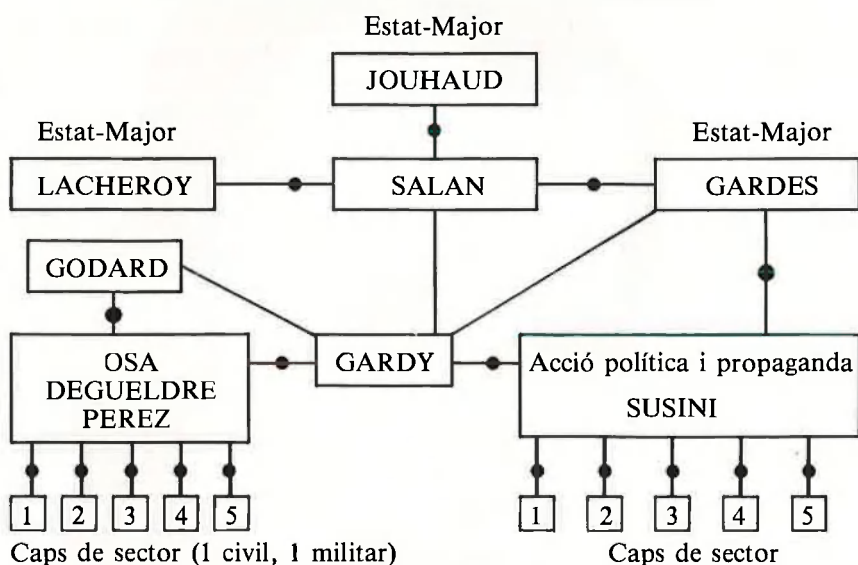 Estat-Major
JOUHAUD
Estat-Major
Estat-Major
LACHEROY
SALAN
GARDES
GODARD
OSA
DEGUELDRE
PEREZ
GARDY
Acció política i propaganda
SUSINI
1 2 3 4 5
1 2 3 4 5
Caps de sector (1 civil, 1 militar)
Caps de sector